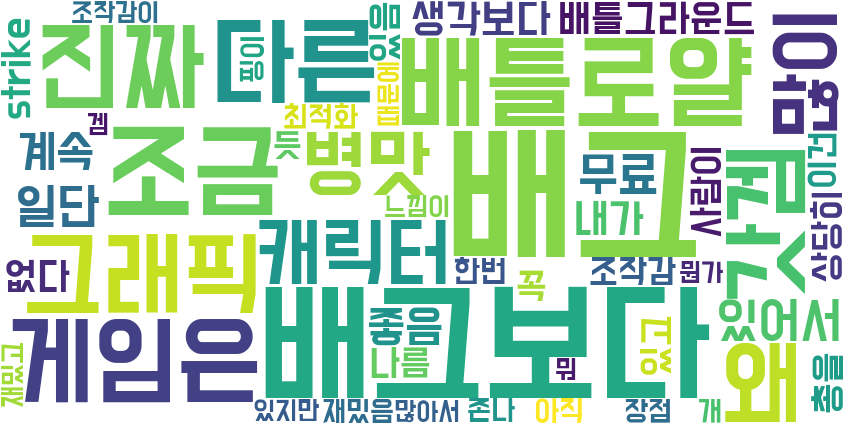 조작감이
있음
생각보다
배틀그라운드
strike
진짜
다른
핑이
배틀로얄
많이
겜
최적화
때문에
계속
조금
듯
병맛
배그
무료
사람이
갓겜
이건
상당히
일단
느낌이
내가
없다
그래픽
캐릭터
한번
꼭
조작감
뭔가
있어서
게임은
배그보다
좋음
나름
있고
왜
총을
재밌고
뭐
있지만
재밌음
많아서
존나
아직
장점
개